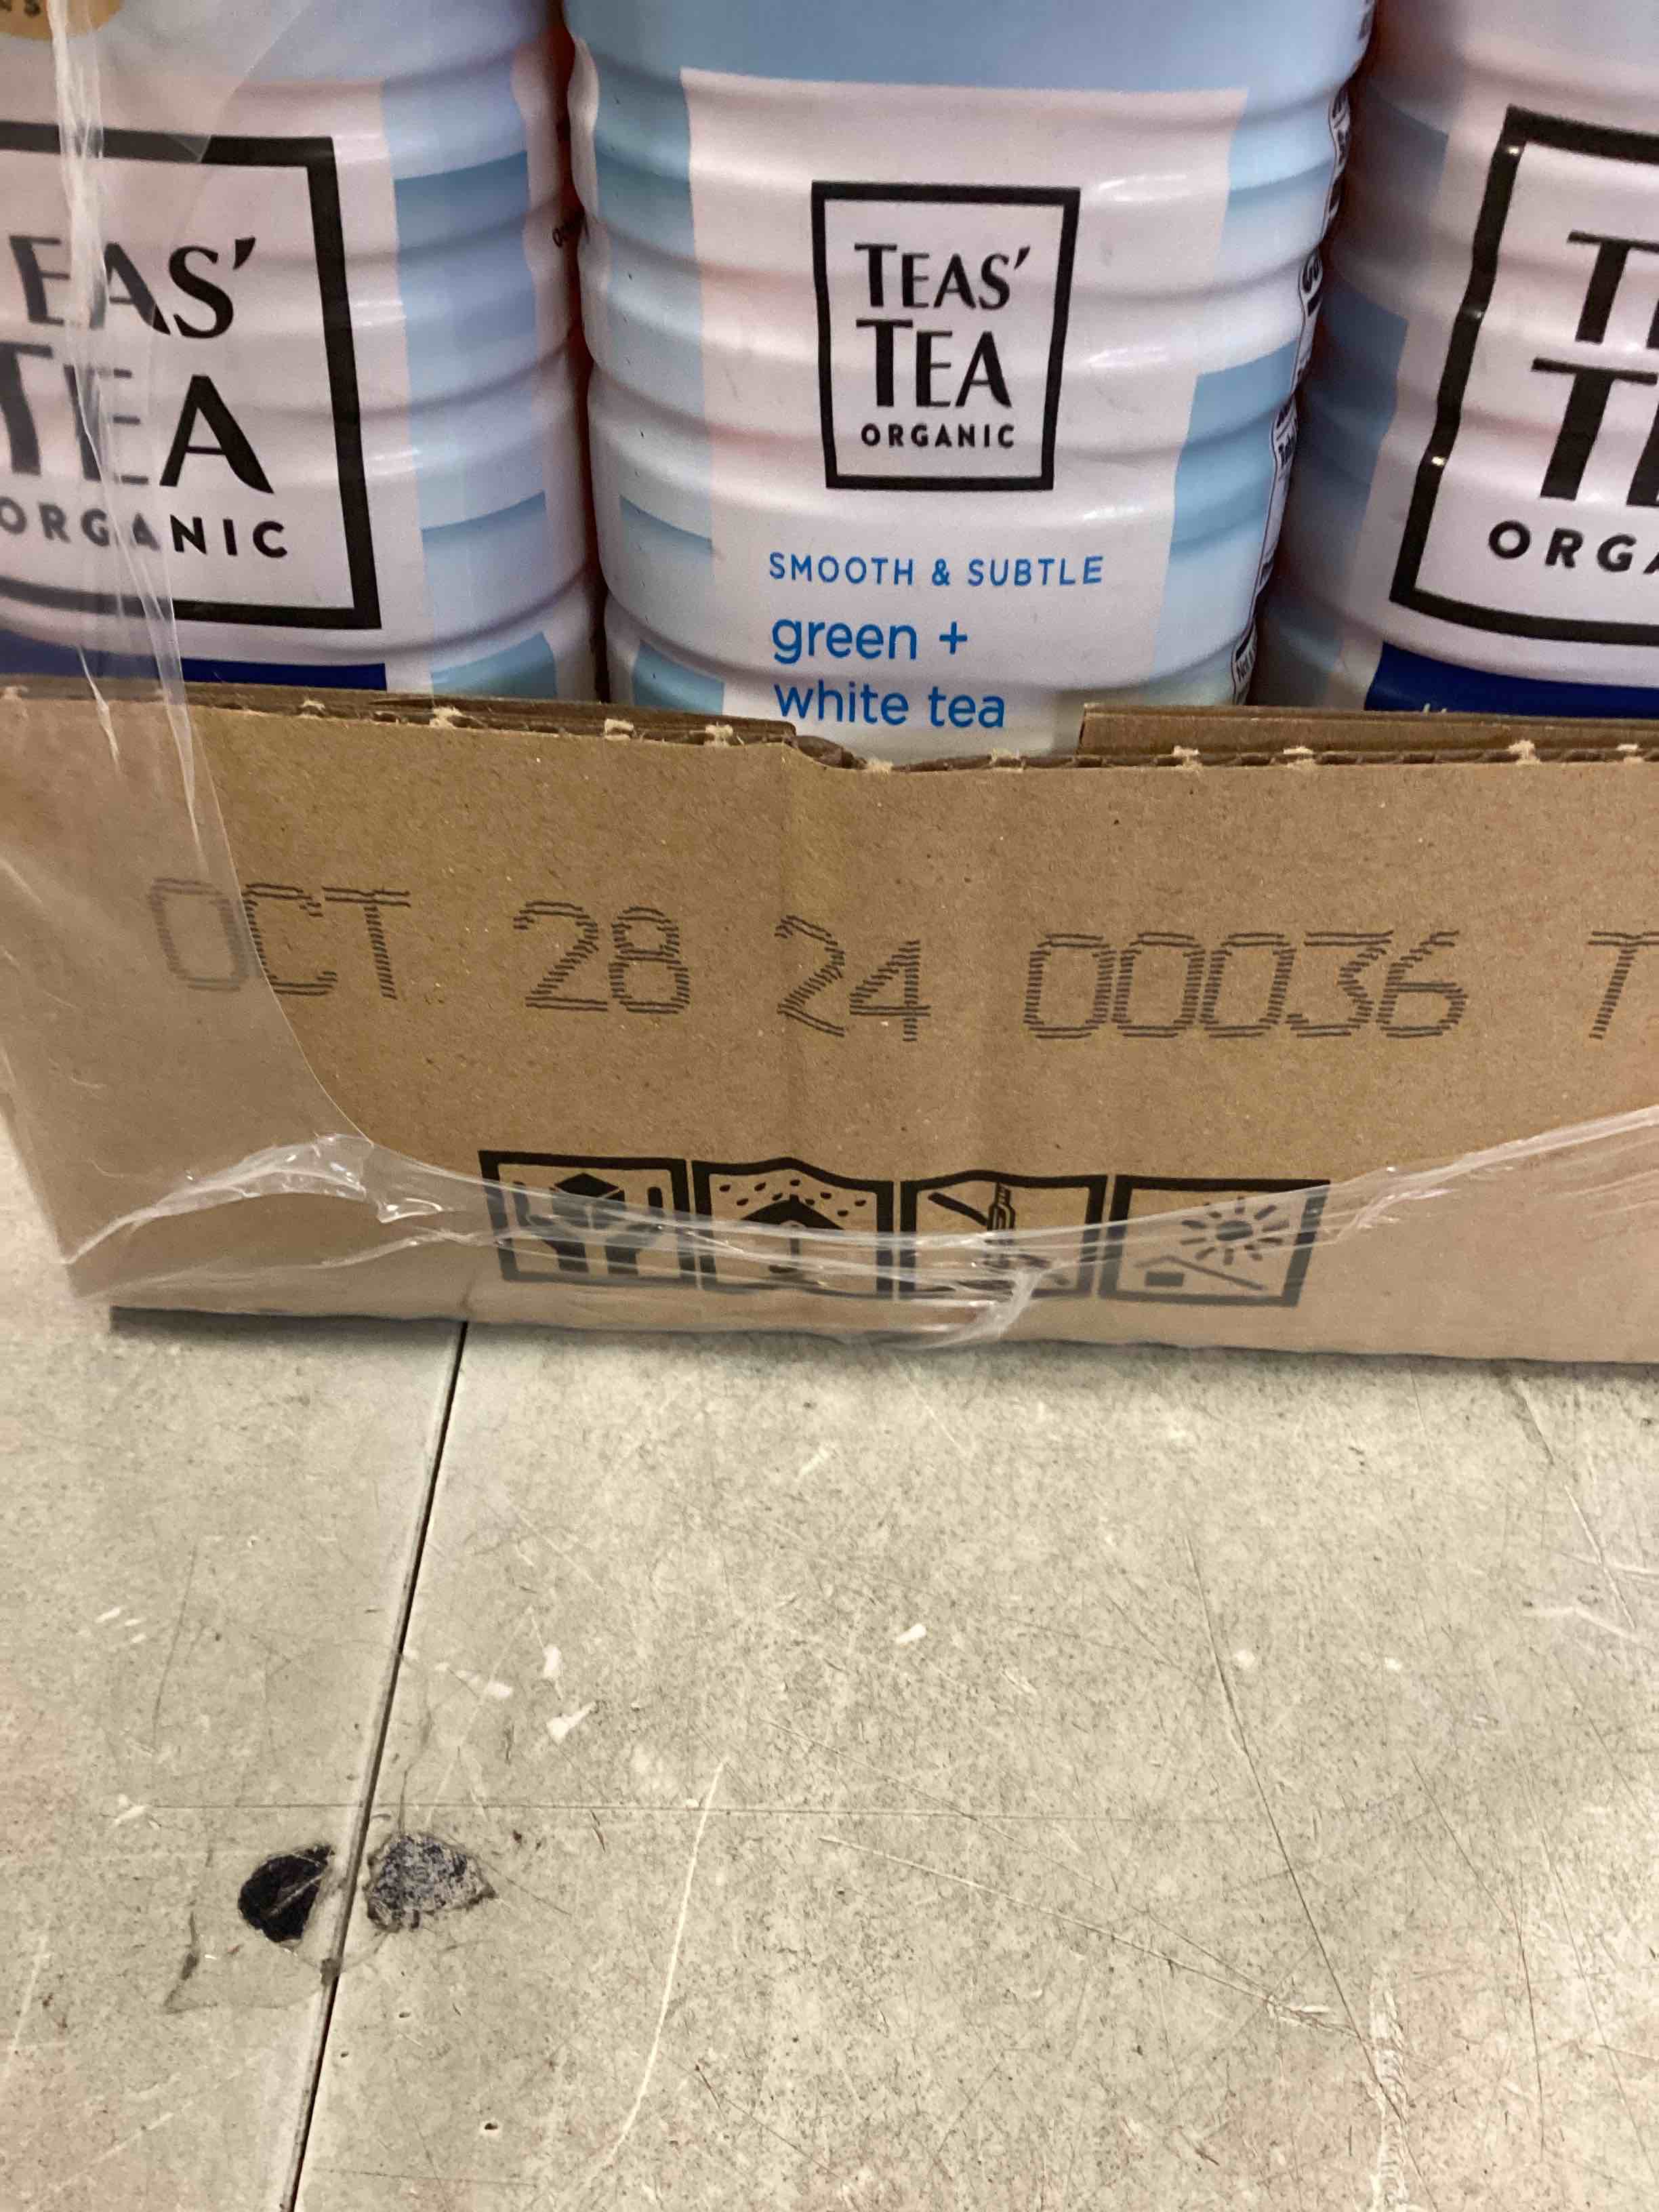 EAS'
TEA
ORGANIC
TEAS'
TEA
ORGANIC
SMOOTH & SUBTLE
green +
white tea
T
T
ORGA
OCT 28 24 00036 T